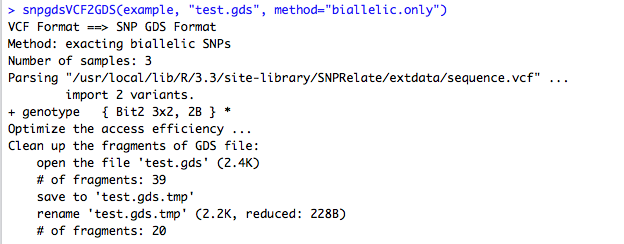 > snpgdsVCF2GDS(example, "test.gds", method="biallelic.only")
VCF Format ==> SNP GDS Format
Method: exacting biallelic SNPs
Number of samples: 3
Parsing "/usr/local/lib/R/3.3/site-library/SNPRelate/extdata/sequence.vcf" ...
        import 2 variants.
+ genotype   { Bit2 3x2, 2B } *
Optimize the access efficiency ...
Clean up the fragments of GDS file:
    open the file 'test.gds' (2.4K)
    # of fragments: 39
    save to 'test.gds.tmp'
    rename 'test.gds.tmp' (2.2K, reduced: 228B)
    # of fragments: 20